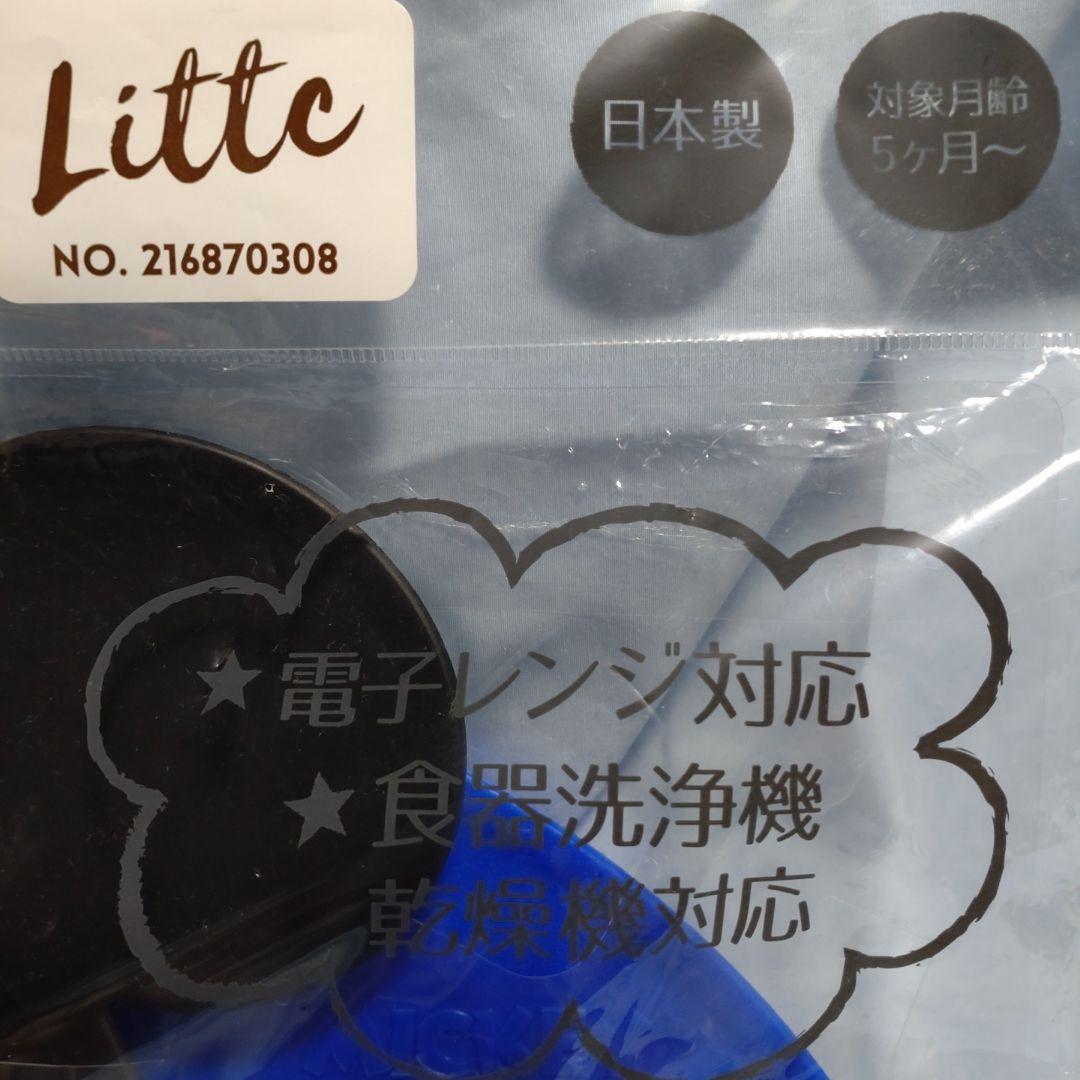 Littc
NO. 216870308
日本製
対象月齢
5ヶ月〜
★電子レンジ対応
★食器洗浄機
乾燥機対応